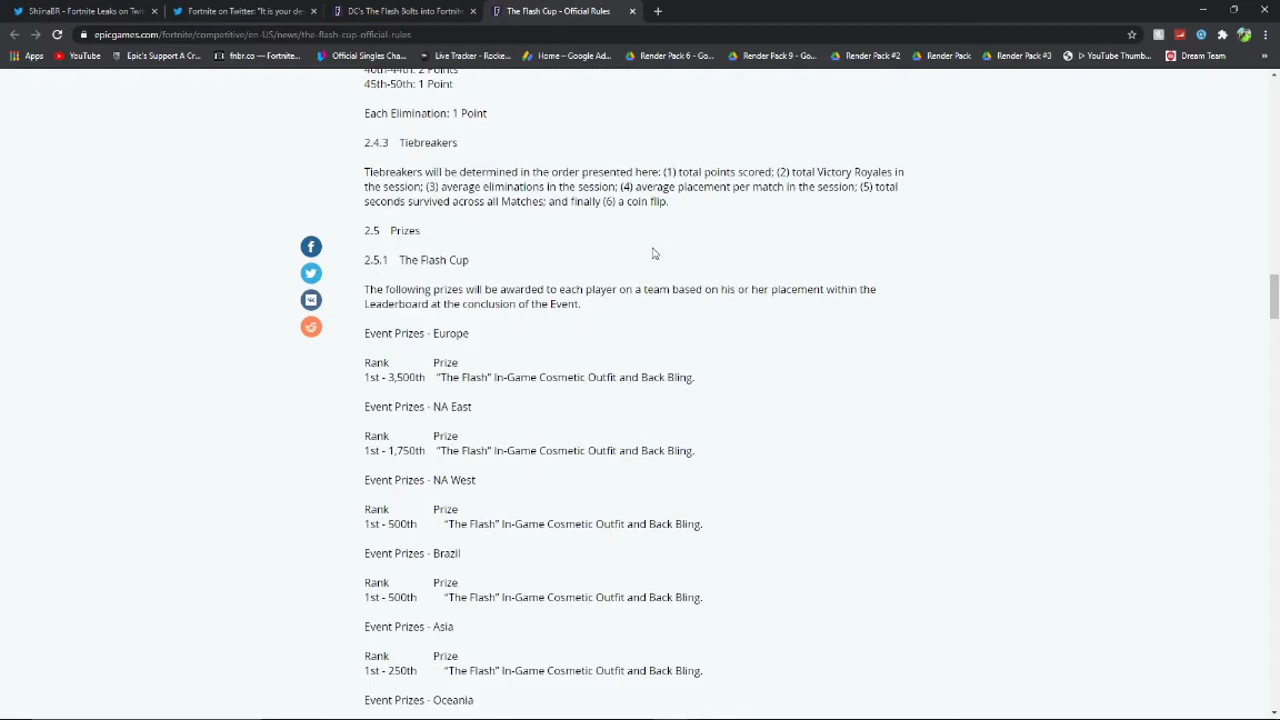 ShiinaBR - Fortnite Leaks on Twit
Fortnite on Twitter: "It is your de
DC's The Flash Bolts into Fortnite
The Flash Cup - Official Rules
epicgames.com/fortnite/competitive/en-US/news/the-flash-cup-official-rules
Apps
YouTube
Epic's Support A Cr...
fnbr.co — Fortnite...
Official Singles Cha...
Live Tracker - Rocke...
Home – Google Ad...
Render Pack 6 - Go...
Render Pack 9 - Go...
Render Pack #2
Render Pack
Render Pack #3
▷ YouTube Thumb...
Dream Team
»
40th-44th: 2 Points
45th-50th: 1 Point
Each Elimination: 1 Point
2.4.3 Tiebreakers
Tiebreakers will be determined in the order presented here: (1) total points scored; (2) total Victory Royales in
the session; (3) average eliminations in the session; (4) average placement per match in the session; (5) total
seconds survived across all Matches; and finally (6) a coin flip.
2.5 Prizes
2.5.1 The Flash Cup
The following prizes will be awarded to each player on a team based on his or her placement within the
Leaderboard at the conclusion of the Event.
Event Prizes - Europe
Rank Prize
1st - 3,500th "The Flash" In-Game Cosmetic Outfit and Back Bling.
Event Prizes - NA East
Rank Prize
1st - 1,750th "The Flash" In-Game Cosmetic Outfit and Back Bling.
Event Prizes - NA West
Rank Prize
1st - 500th "The Flash" In-Game Cosmetic Outfit and Back Bling.
Event Prizes - Brazil
Rank Prize
1st - 500th "The Flash" In-Game Cosmetic Outfit and Back Bling.
Event Prizes - Asia
Rank Prize
1st - 250th "The Flash" In-Game Cosmetic Outfit and Back Bling.
Event Prizes - Oceania